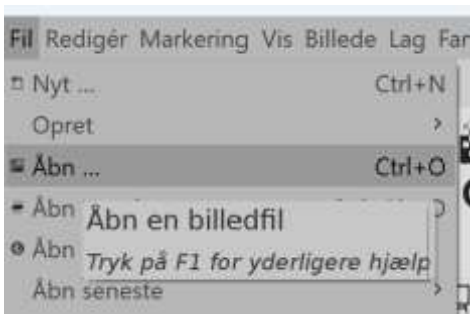 Fil Redigér Markering Vis Billede Lag
Nyt ... Ctrl+N
Opret
Åbn ... Ctrl+O
Åbn
Åbn en billedfil
Åbn
Tryk på F1 for yderligere hjælp
Åbn seneste